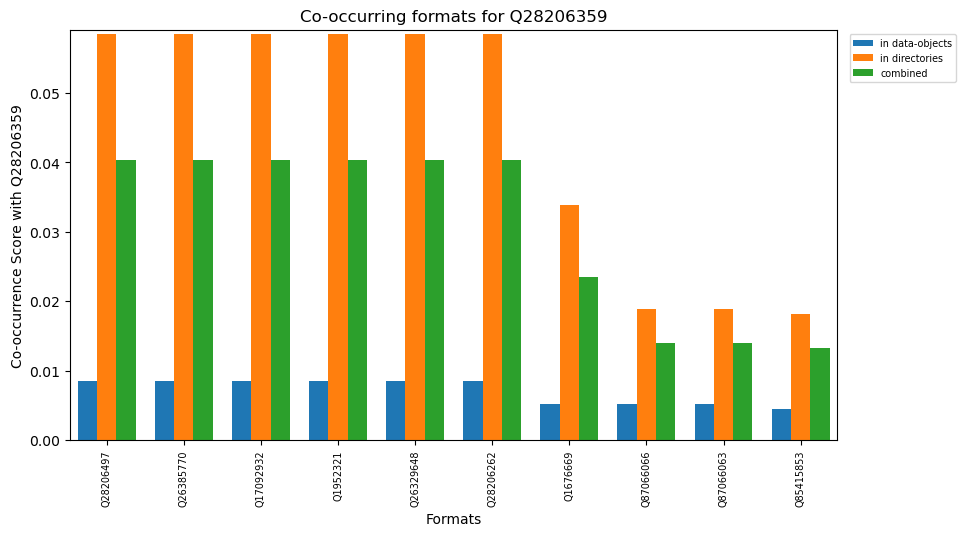 Co-occurring formats for Q28206359
in data-objects
in directories
combined
Co-occurrence Score with Q28206359
0.05
0.04
0.03
0.02
0.01
0.00
Q28206497
Q26385770
Q17092932
Q1952321
Q26329648
Q28206262
Q1676669
Q87066066
Q87066063
Q85415853
Formats